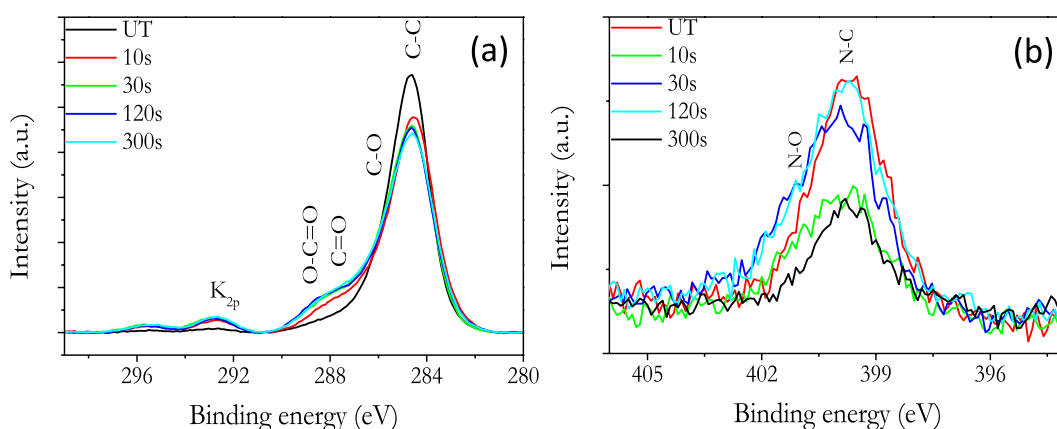 UT
10s
30s
120s
300s
(a)
C-C
C-O
O-C=O
C=O
K2p
Intensity (a.u.)
296 292 288 284 280
Binding energy (eV)
UT
10s
30s
120s
300s
(b)
N-C
N-O
Intensity (a.u.)
405 402 399 396
Binding energy (eV)